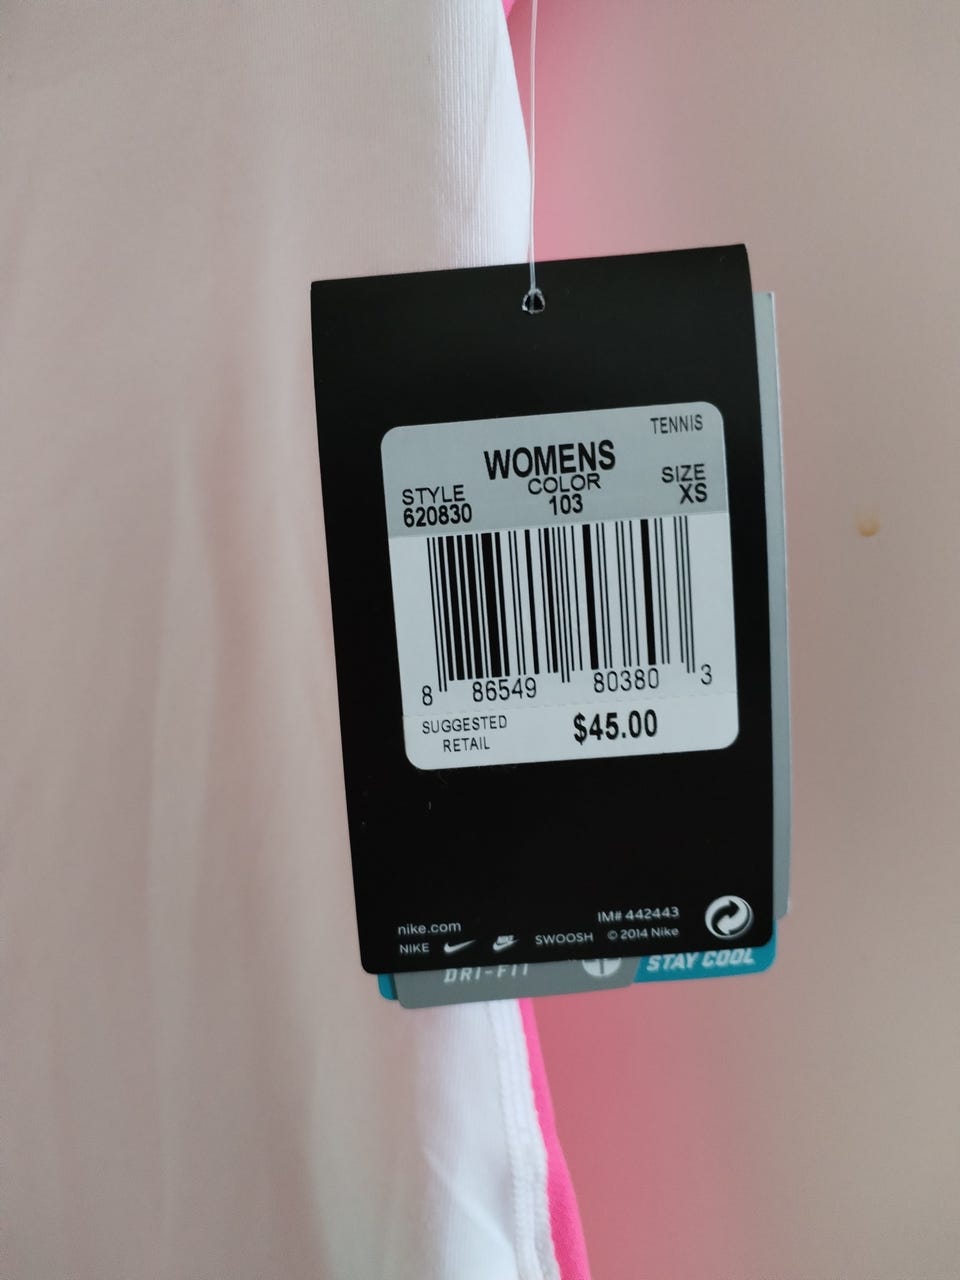 TENNIS
WOMENS
STYLE COLOR SIZE
620830 103 XS
8 86549 80380 3
SUGGESTED
RETAIL
$45.00
nike.com
IM# 442443
NIKE SWOOSH © 2014 Nike
DRI-FIT
STAY COOL